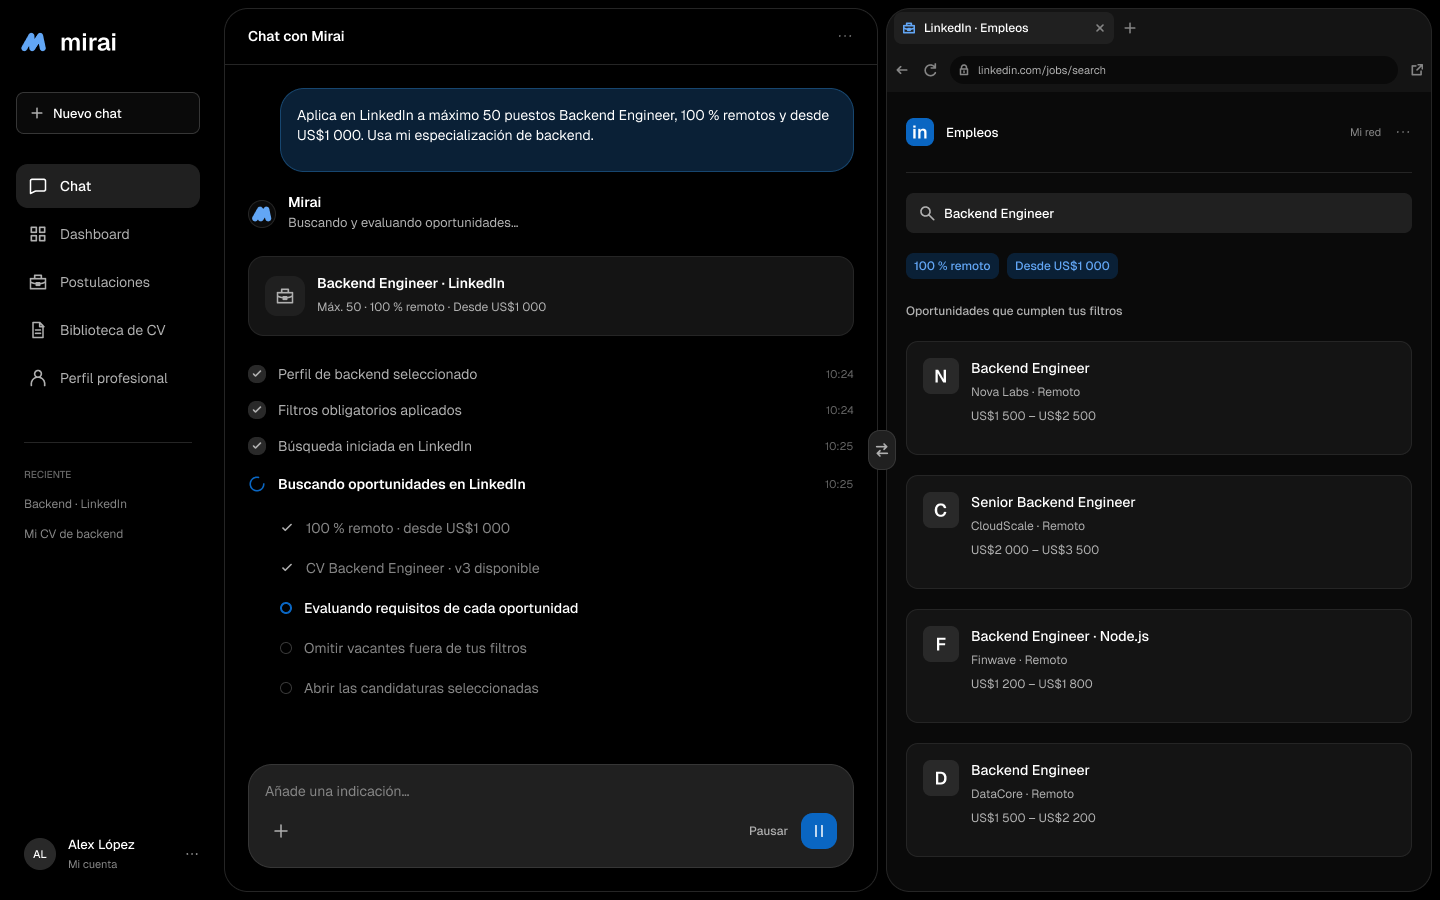 mirai
Nuevo chat
Chat
Dashboard
Postulaciones
Biblioteca de CV
Perfil profesional
RECIENTE
Backend · LinkedIn
Mi CV de backend
AL
Alex López
Mi cuenta
Chat con Mirai
Aplica en LinkedIn a máximo 50 puestos Backend Engineer, 100 % remotos y desde
US$1 000. Usa mi especialización de backend.
Mirai
Buscando y evaluando oportunidades…
Backend Engineer · LinkedIn
Máx. 50 · 100 % remoto · Desde US$1 000
Perfil de backend seleccionado 10:24
Filtros obligatorios aplicados 10:24
Búsqueda iniciada en LinkedIn 10:25
Buscando oportunidades en LinkedIn 10:25
100 % remoto · desde US$1 000
CV Backend Engineer · v3 disponible
Evaluando requisitos de cada oportunidad
Omitir vacantes fuera de tus filtros
Abrir las candidaturas seleccionadas
Añade una indicación…
Pausar
LinkedIn · Empleos
linkedin.com/jobs/search
in
Empleos
Mi red
Backend Engineer
100 % remoto
Desde US$1 000
Oportunidades que cumplen tus filtros
N
Backend Engineer
Nova Labs · Remoto
US$1 500 – US$2 500
C
Senior Backend Engineer
CloudScale · Remoto
US$2 000 – US$3 500
F
Backend Engineer · Node.js
Finwave · Remoto
US$1 200 – US$1 800
D
Backend Engineer
DataCore · Remoto
US$1 500 – US$2 200